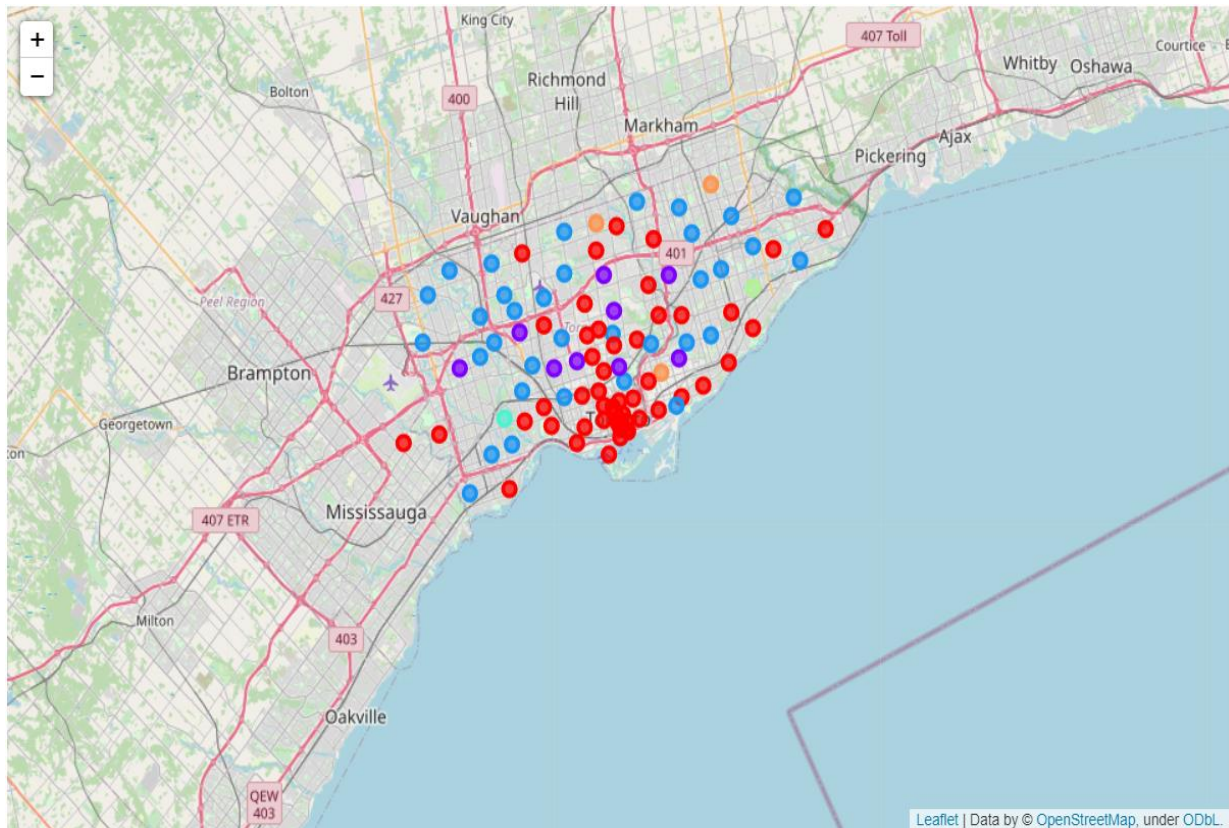 +
−
King City
407 Toll
Courtice
Whitby
Oshawa
Richmond
Hill
Bolton
400
Markham
Ajax
Pickering
Vaughan
401
427
Peel Region
Brampton
Georgetown
Mississauga
407 ETR
Milton
403
Oakville
QEW
403
Leaflet | Data by © OpenStreetMap, under ODbL.